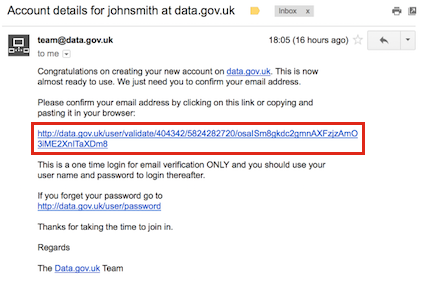 Account details for johnsmith at data.gov.uk
Inbox x
team@data.gov.uk
18:05 (16 hours ago)
to me
Congratulations on creating your new account on data.gov.uk. This is now
almost ready to use. We just need you to confirm your email address.
Please confirm your email address by clicking on this link or copying and
pasting it in your browser:
http://data.gov.uk/user/validate/404342/5824282720/osaISm8gkdc2gmnAXFzjzAmO
3iME2XnITaXDm8
This is a one time login for email verification ONLY and you should use your
user name and password to login thereafter.
If you forget your password go to
http://data.gov.uk/user/password
Thanks for taking the time to join in.
Regards
The Data.gov.uk Team